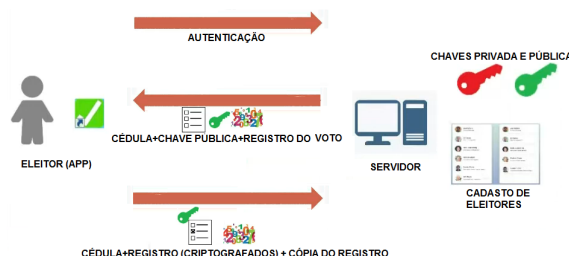 AUTENTICAÇÃO
CHAVES PRIVADA E PÚBLICA
CÉDULA+CHAVE PUBLICA+REGISTRO DO VOTO
ELEITOR (APP)
SERVIDOR
CADASTO DE
ELEITORES
CÉDULA+REGISTRO (CRIPTOGRAFADOS) + CÓPIA DO REGISTRO